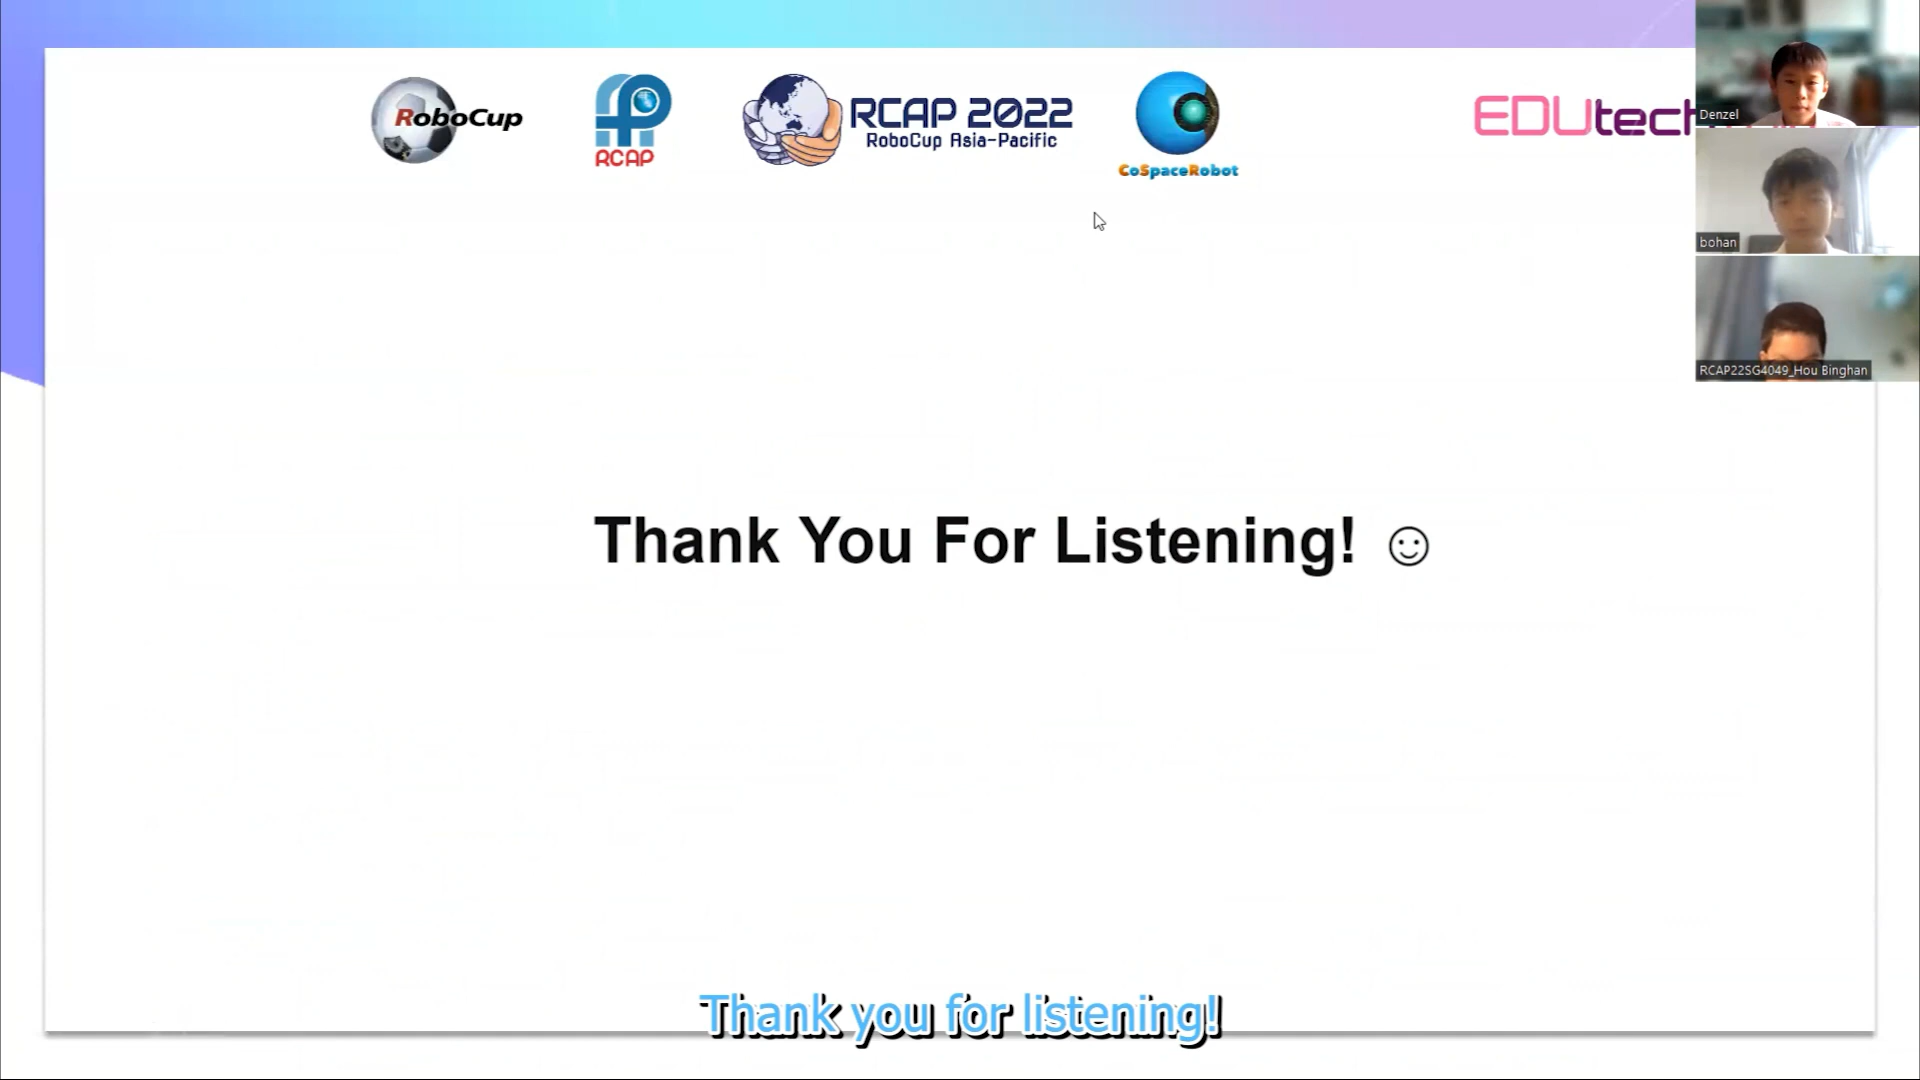 RoboCup
RCAP
RCAP 2022
RoboCup Asia-Pacific
CoSpaceRobot
EDUtech
Denzel
bohan
RCAP22SG4049_Hou Binghan
Thank You For Listening! ☺
Thank you for listening!